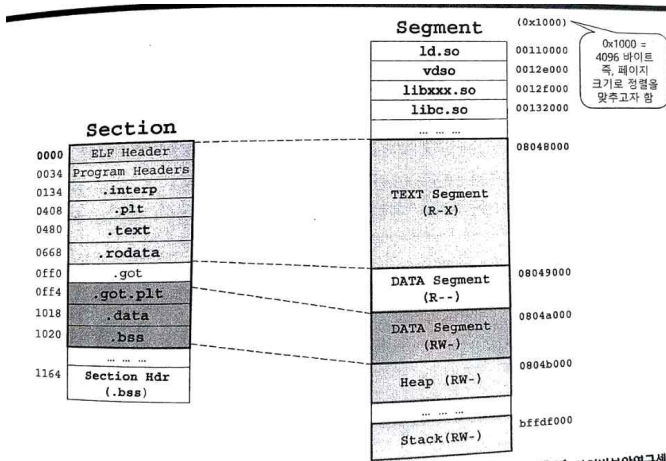 Section
0000 ELF Header
0034 Program Headers
0134 .interp
0408 .plt
0480 .text
0668 .rodata
0ff0 .got
0ff4 .got.plt
1018 .data
1020 .bss
... ... ...
1164 Section Hdr
(.bss)
Segment
(0x1000)
ld.so 00110000
vdso 0012e000
libxxx.so 0012f000
libc.so 00132000
... ... ...
08048000
TEXT Segment
(R-X)
DATA Segment 08049000
(R--)
DATA Segment 0804a000
(RW-)
Heap (RW-) 0804b000
... ... ...
Stack(RW-) bffdf000
0x1000 =
4096 바이트
즉, 페이지
크기로 정렬을
맞추고자 함